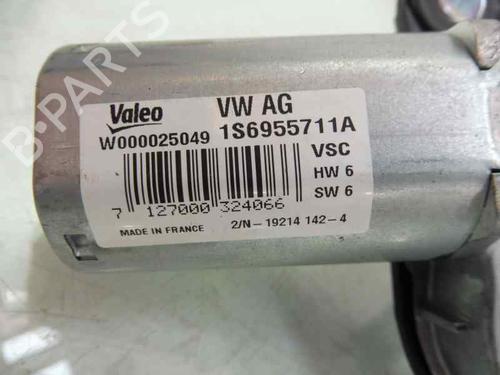 B-PARTS
Valeo VW AG
W000025049 1S6955711A
VSC
HW 6
SW 6
7 127000 324066
MADE IN FRANCE 2/N-19214 142-4